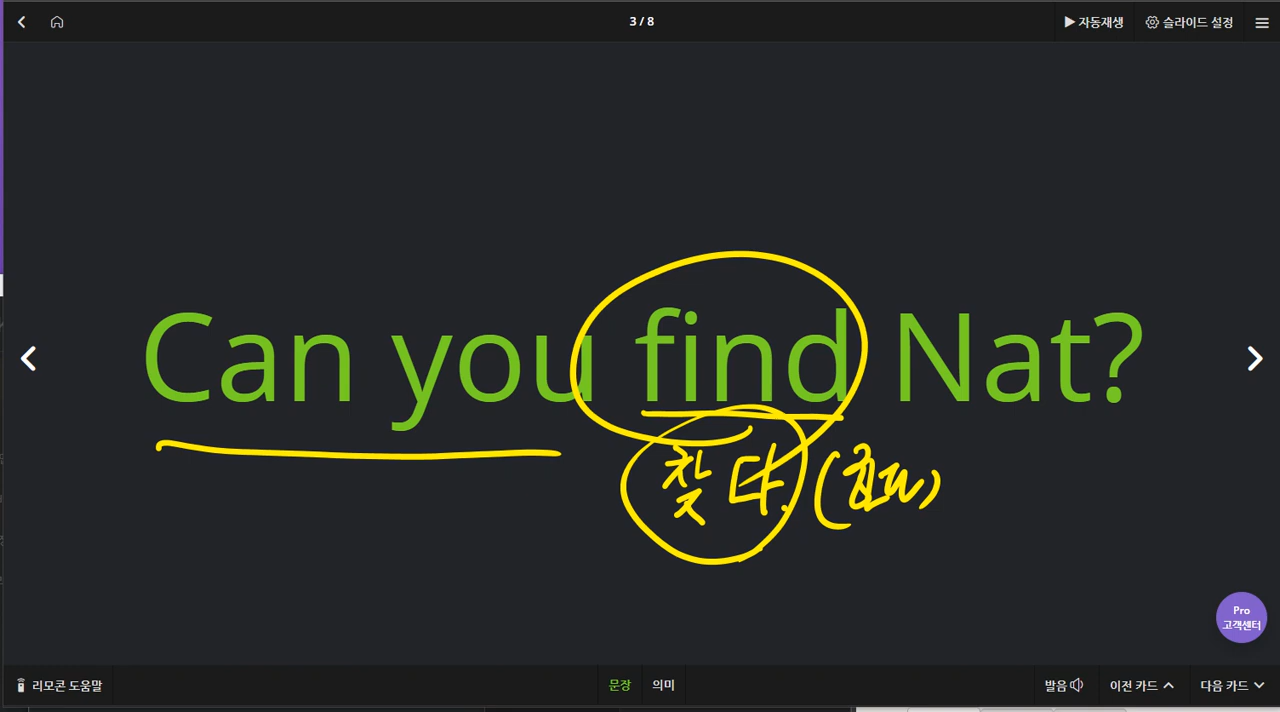 3 / 8
자동재생
슬라이드 설정
Can you find Nat?
찾다.
Pro
고객센터
리모콘 도움말
문장
의미
발음
이전 카드
다음 카드